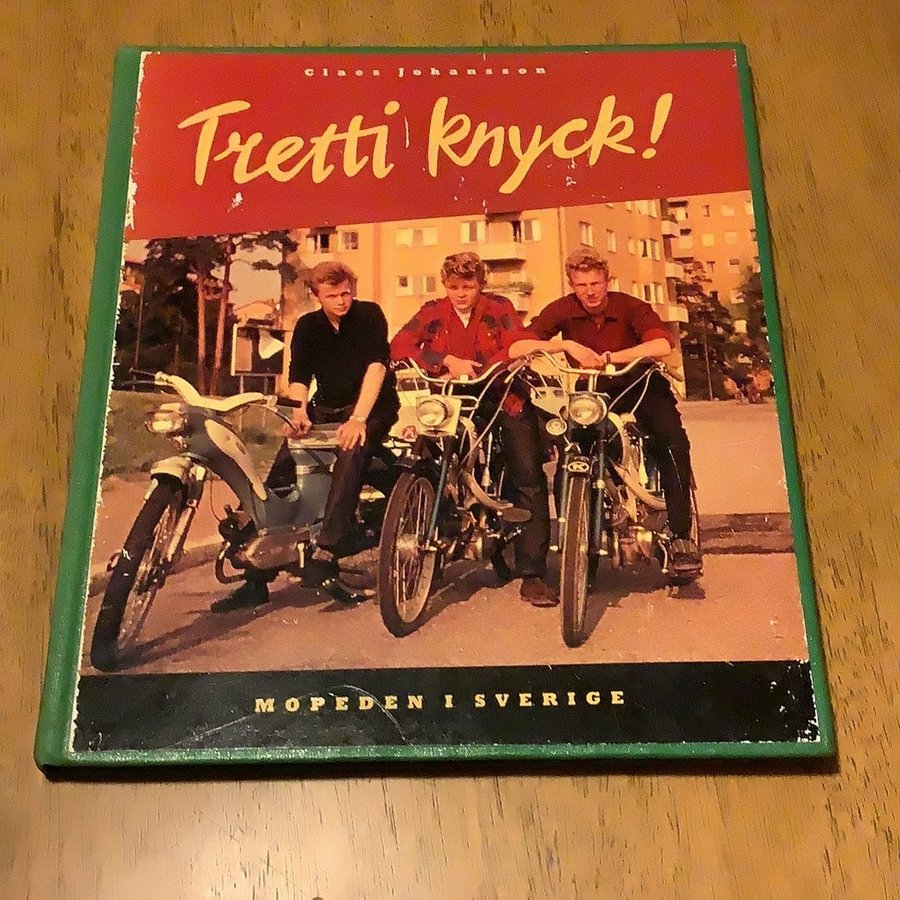 Claes Johansson
Tretti knyck!
K
MOPEDEN I SVERIGE